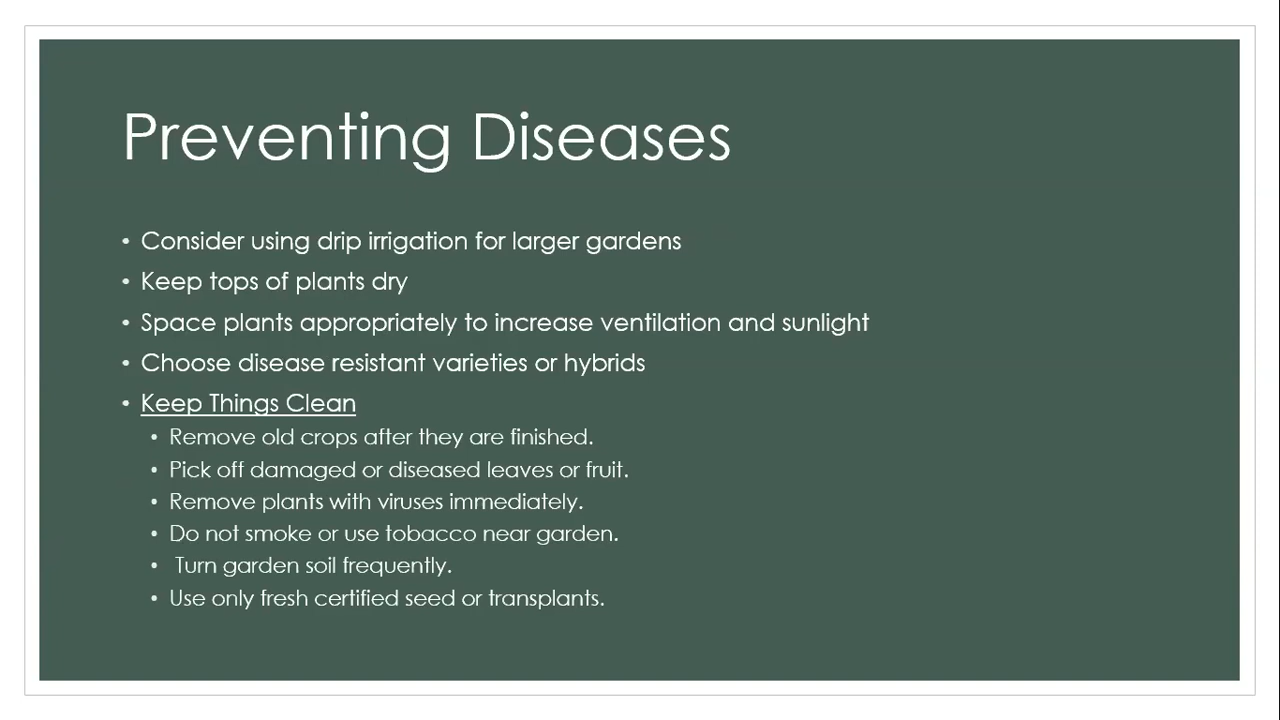 Preventing Diseases
• Consider using drip irrigation for larger gardens
• Keep tops of plants dry
• Space plants appropriately to increase ventilation and sunlight
• Choose disease resistant varieties or hybrids
• Keep Things Clean
• Remove old crops after they are finished.
• Pick off damaged or diseased leaves or fruit.
• Remove plants with viruses immediately.
• Do not smoke or use tobacco near garden.
• Turn garden soil frequently.
• Use only fresh certified seed or transplants.